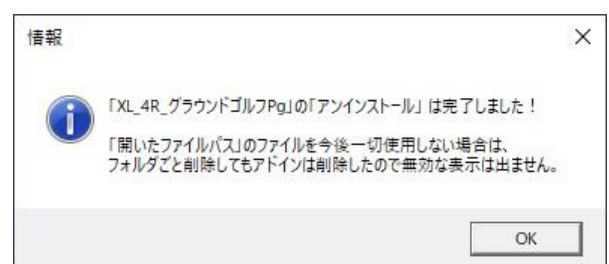 情報
「XL_4R_グラウンドゴルフPg」の「アンインストール」は完了しました！
「開いたファイルパス」のファイルを今後一切使用しない場合は、
フォルダごと削除してもアドインは削除したので無効な表示は出ません。
OK